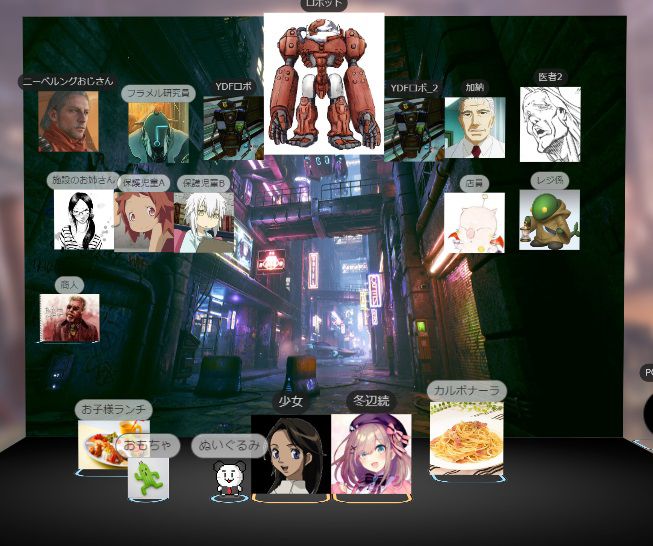 ロボット
ニーベルングおじさん
フラメル研究員
YDFロボ
YDFロボ_2
加納
医者2
施設のお姉さん
保護児童A
保護児童B
店員
レジ係
商人
お子様ランチ
おもちゃ
ぬいぐるみ
少女
冬辺続
カルボナーラ